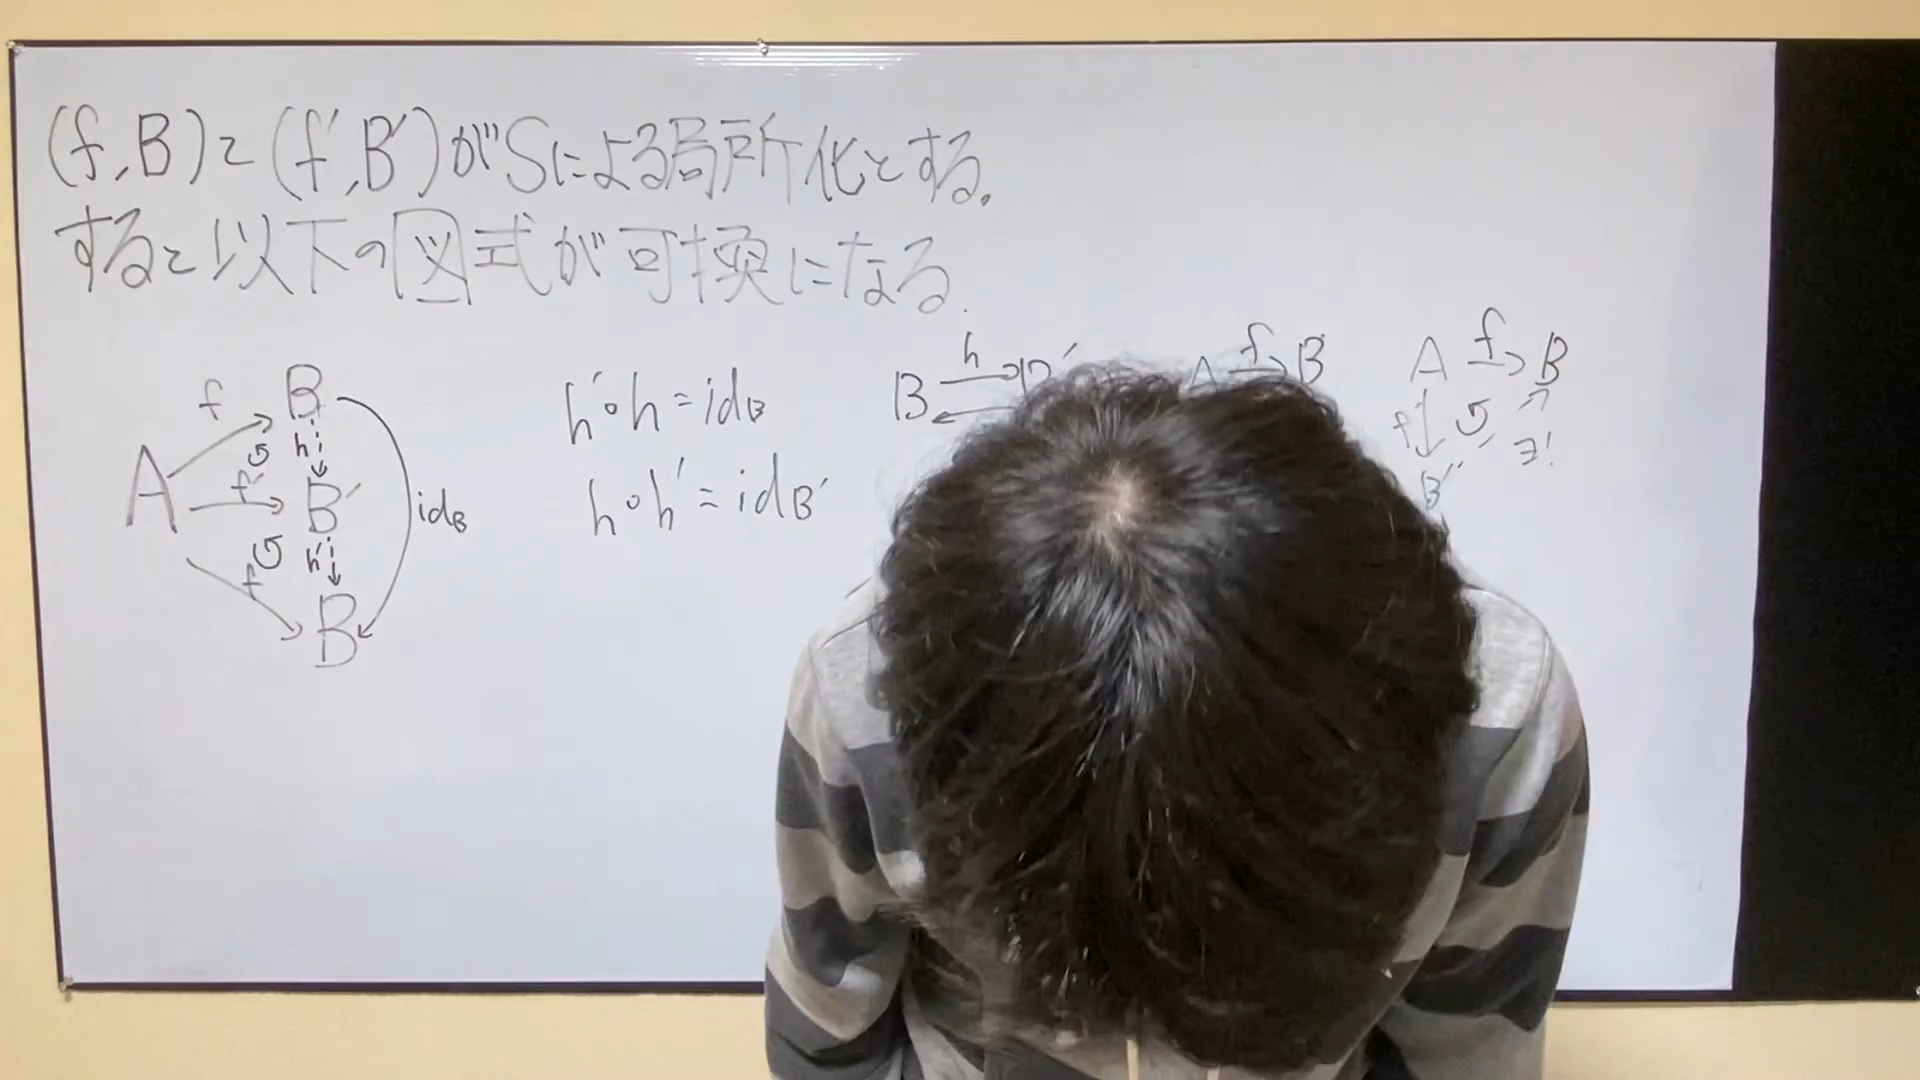 (f,B)と(f′,B′)がSによる局所化とする.
すると以下の図式が可換になる.
f B
h
A f′ B′ id_B
h′
f B
h′∘h=id_B
h∘h′=id_B′
B h
f B
A f B
f′ ↺ ∃!
B′